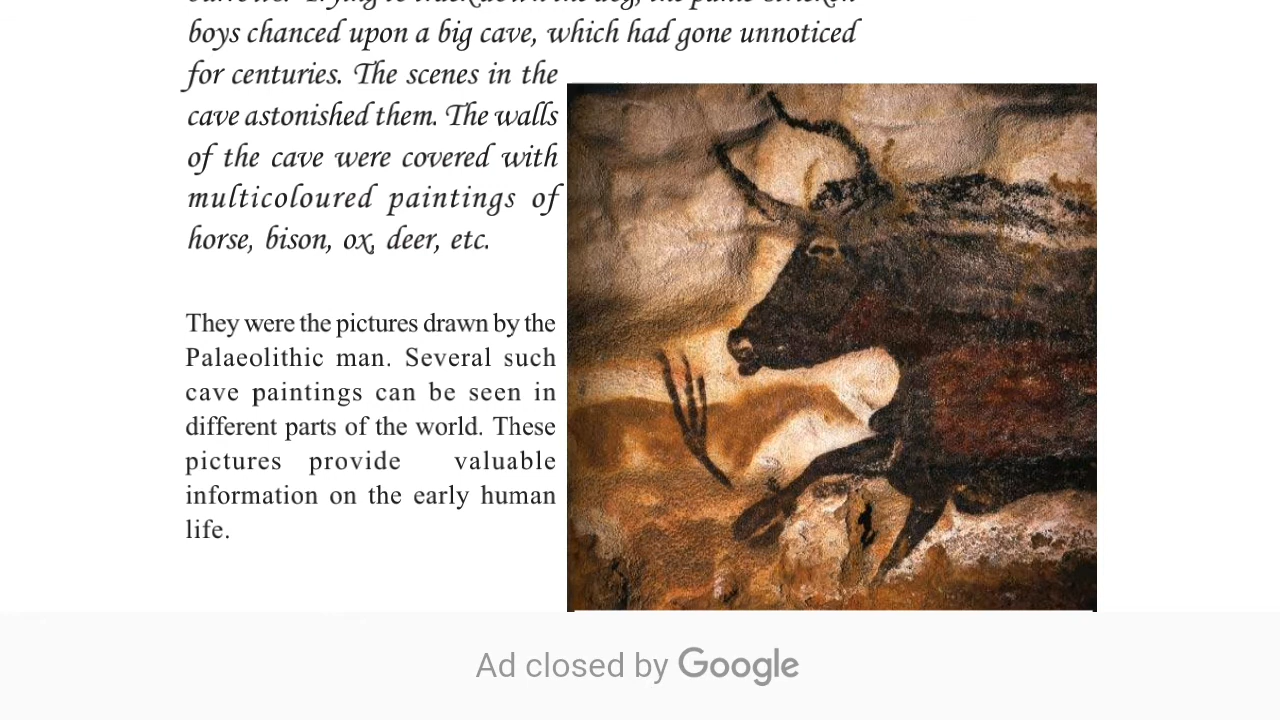 boys chanced upon a big cave, which had gone unnoticed
for centuries. The scenes in the
cave astonished them. The walls
of the cave were covered with
multicoloured paintings of
horse, bison, ox, deer, etc.
They were the pictures drawn by the
Palaeolithic man. Several such
cave paintings can be seen in
different parts of the world. These
pictures provide valuable
information on the early human
life.
Ad closed by Google